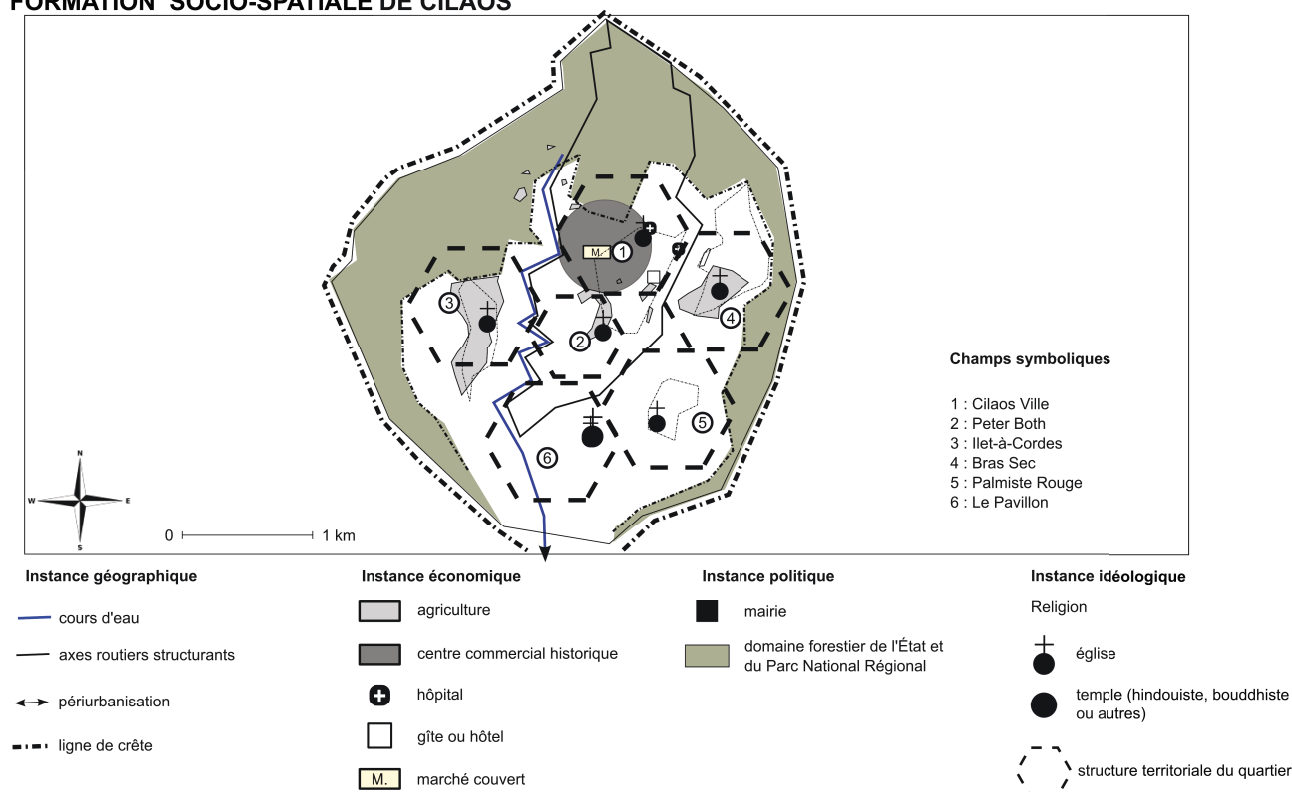 FORMATION SOCIO-SPATIALE DE CILAOS
M.
1
2
3
4
5
6
N
W
E
S
0
1 km
Champs symboliques
1 : Cilaos Ville
2 : Peter Both
3 : Ilet-à-Cordes
4 : Bras Sec
5 : Palmiste Rouge
6 : Le Pavillon
Instance géographique
cours d'eau
axes routiers structurants
périurbanisation
ligne de crête
Instance économique
agriculture
centre commercial historique
hôpital
gîte ou hôtel
M.
marché couvert
Instance politique
mairie
domaine forestier de l'État et
du Parc National Régional
Instance idéologique
Religion
église
temple (hindouiste, bouddhiste
ou autres)
structure territoriale du quartier